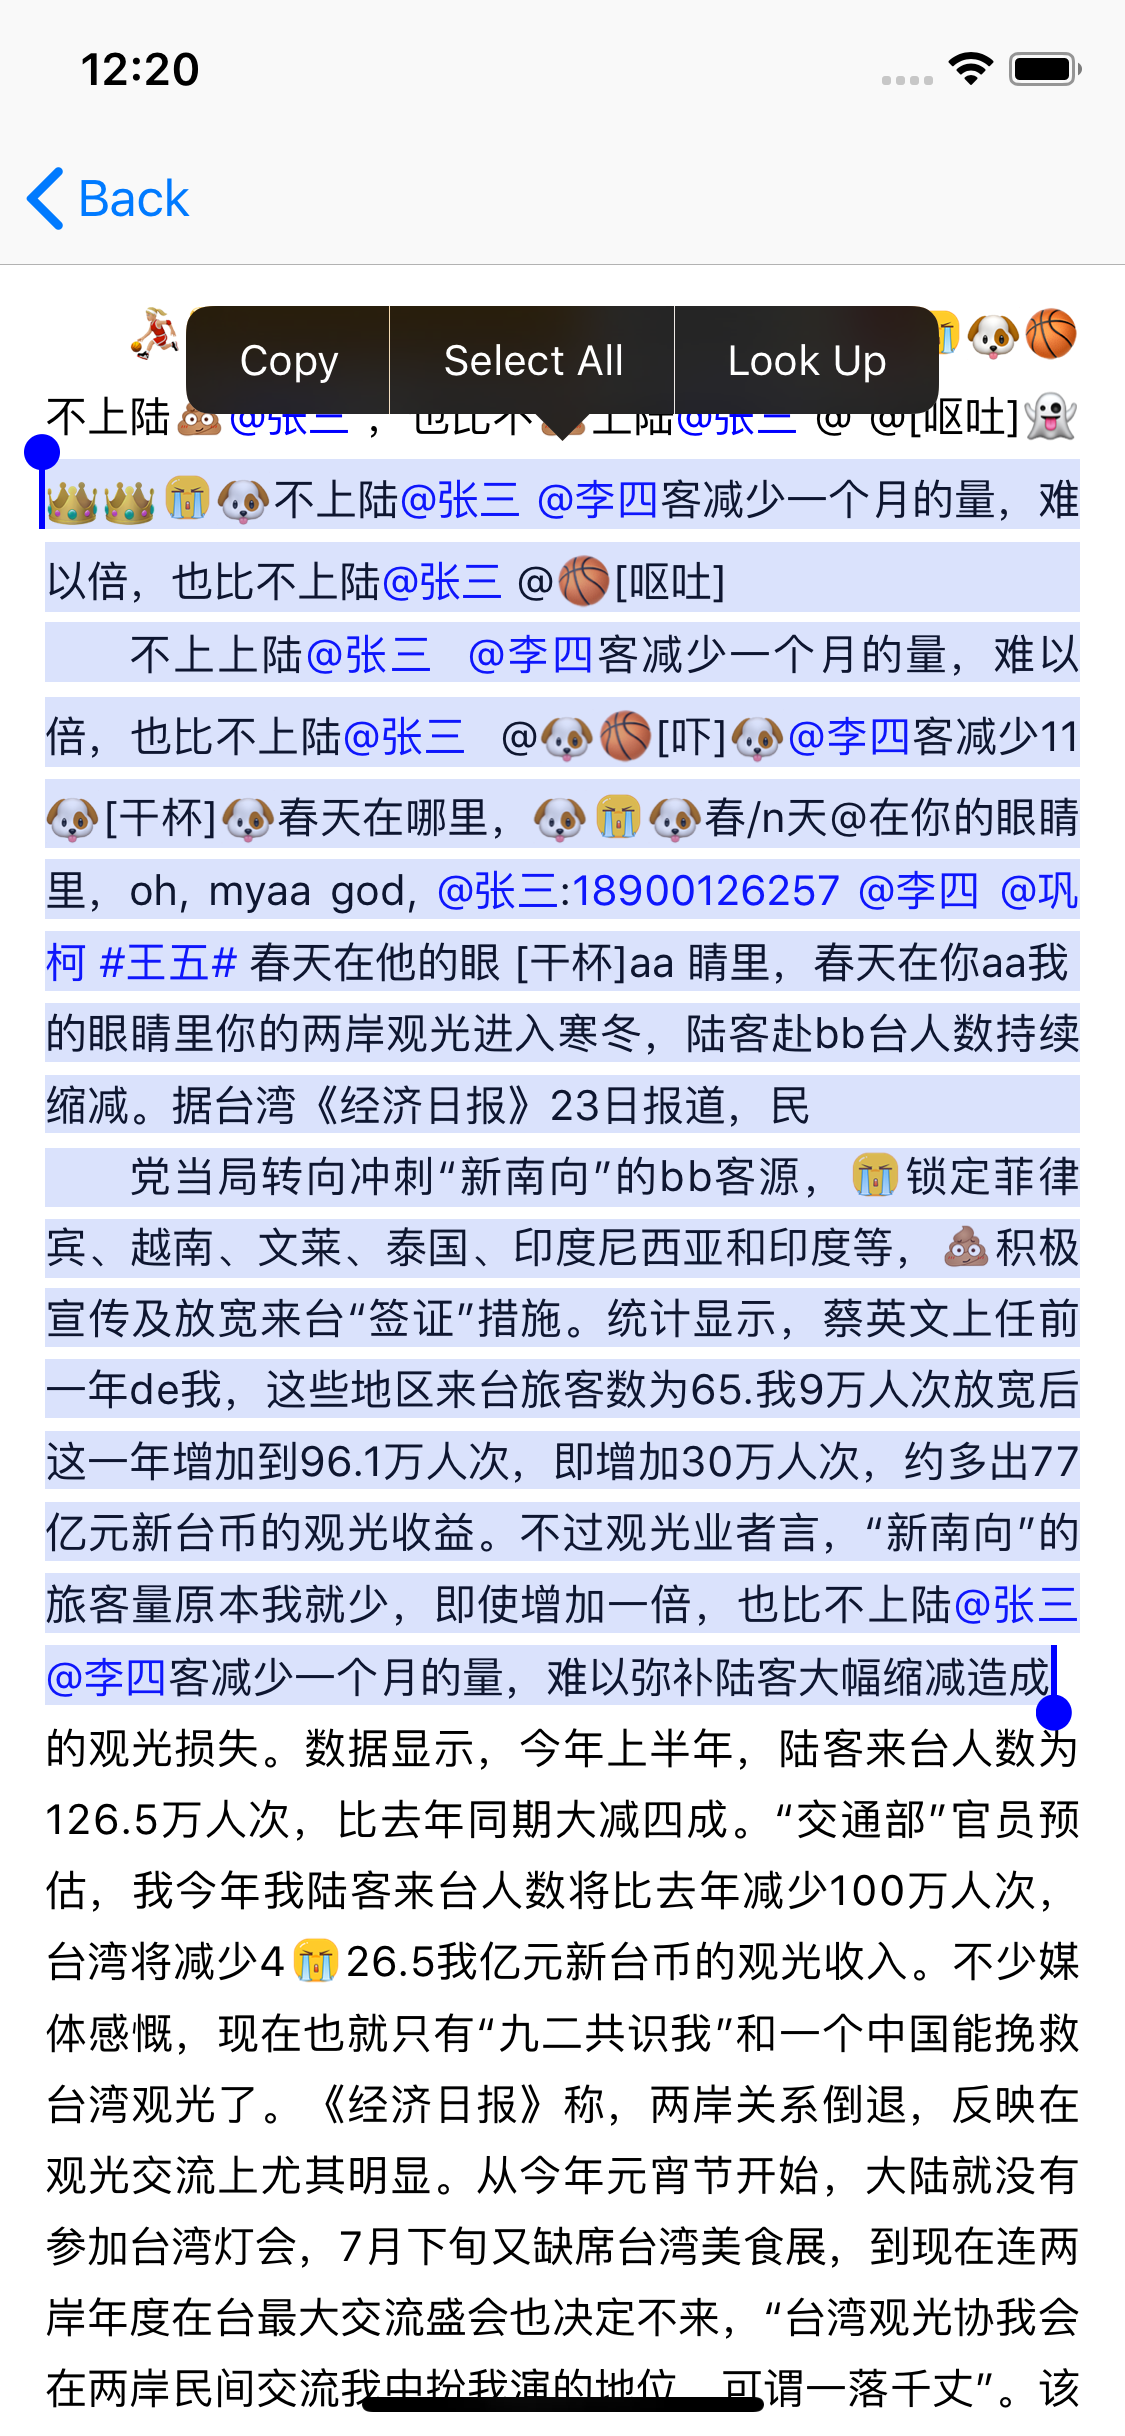 12:20
Back
🐶🏀
Copy Select All Look Up
不上陆💩@张三，也比不💩上陆@张三 @ @[呕吐]👻
👑👑😭🐶不上陆@张三 @李四客减少一个月的量，难
以倍，也比不上陆@张三 @🏀[呕吐]
不上上陆@张三 @李四客减少一个月的量，难以
倍，也比不上陆@张三 @🐶🏀[吓]🐶@李四客减少11
🐶[干杯]🐶春天在哪里，🐶😭🐶春/n天@在你的眼睛
里，oh, myaa god, @张三:18900126257 @李四 @巩
柯 #王五# 春天在他的眼 [干杯]aa 睛里，春天在你aa我
的眼睛里你的两岸观光进入寒冬，陆客赴bb台人数持续
缩减。据台湾《经济日报》23日报道，民
党当局转向冲刺“新南向”的bb客源，😭锁定菲律
宾、越南、文莱、泰国、印度尼西亚和印度等，💩积极
宣传及放宽来台“签证”措施。统计显示，蔡英文上任前
一年de我，这些地区来台旅客数为65.我9万人次放宽后
这一年增加到96.1万人次，即增加30万人次，约多出77
亿元新台币的观光收益。不过观光业者言，“新南向”的
旅客量原本我就少，即使增加一倍，也比不上陆@张三
@李四客减少一个月的量，难以弥补陆客大幅缩减造成
的观光损失。数据显示，今年上半年，陆客来台人数为
126.5万人次，比去年同期大减四成。“交通部”官员预
估，我今年我陆客来台人数将比去年减少100万人次，
台湾将减少4😭26.5我亿元新台币的观光收入。不少媒
体感慨，现在也就只有“九二共识我”和一个中国能挽救
台湾观光了。《经济日报》称，两岸关系倒退，反映在
观光交流上尤其明显。从今年元宵节开始，大陆就没有
参加台湾灯会，7月下旬又缺席台湾美食展，到现在连两
岸年度在台最大交流盛会也决定不来，“台湾观光协我会
在两岸民间交流我中扮我演的地位，可谓一落千丈”。该